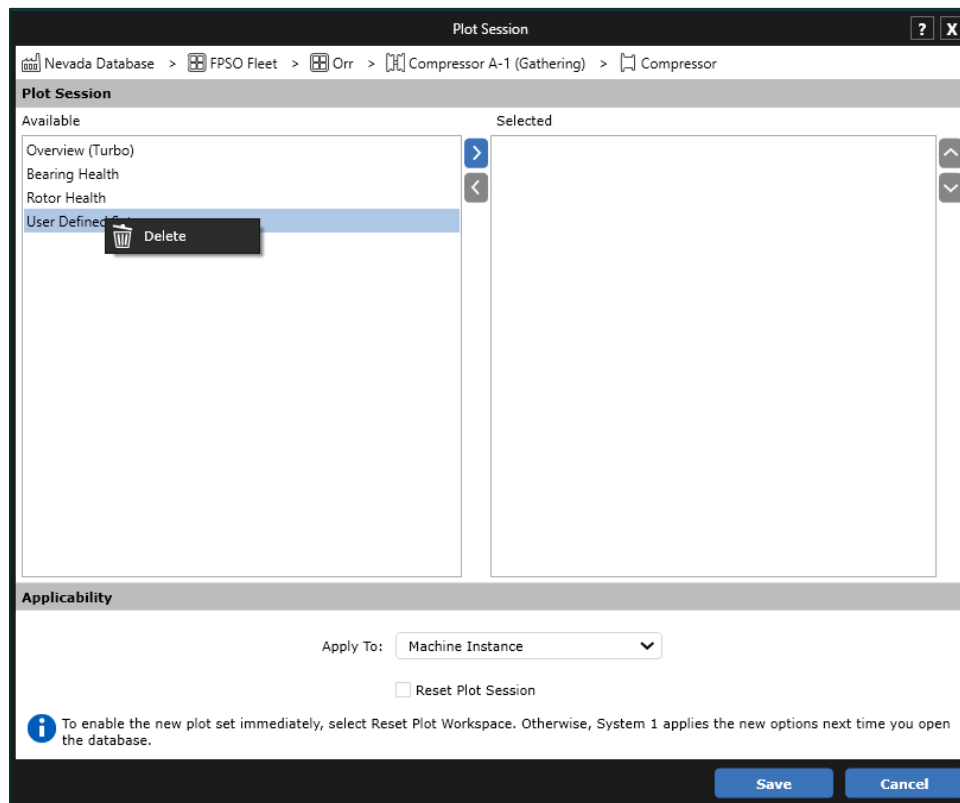 Plot Session
? X
Nevada Database > FPSO Fleet > Orr > Compressor A-1 (Gathering) > Compressor
Plot Session
Available Selected
Overview (Turbo)
Bearing Health
Rotor Health
User Defined
Delete
Applicability
Apply To: Machine Instance
Reset Plot Session
To enable the new plot set immediately, select Reset Plot Workspace. Otherwise, System 1 applies the new options next time you open
the database.
Save Cancel